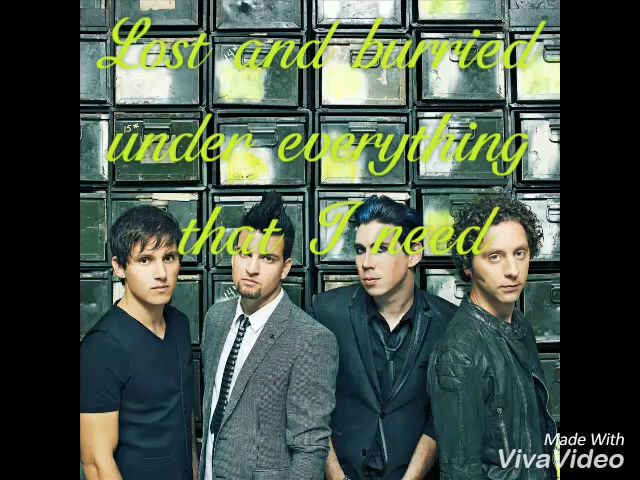 Lost and burried
under everything
that I need
Made With
VivaVideo